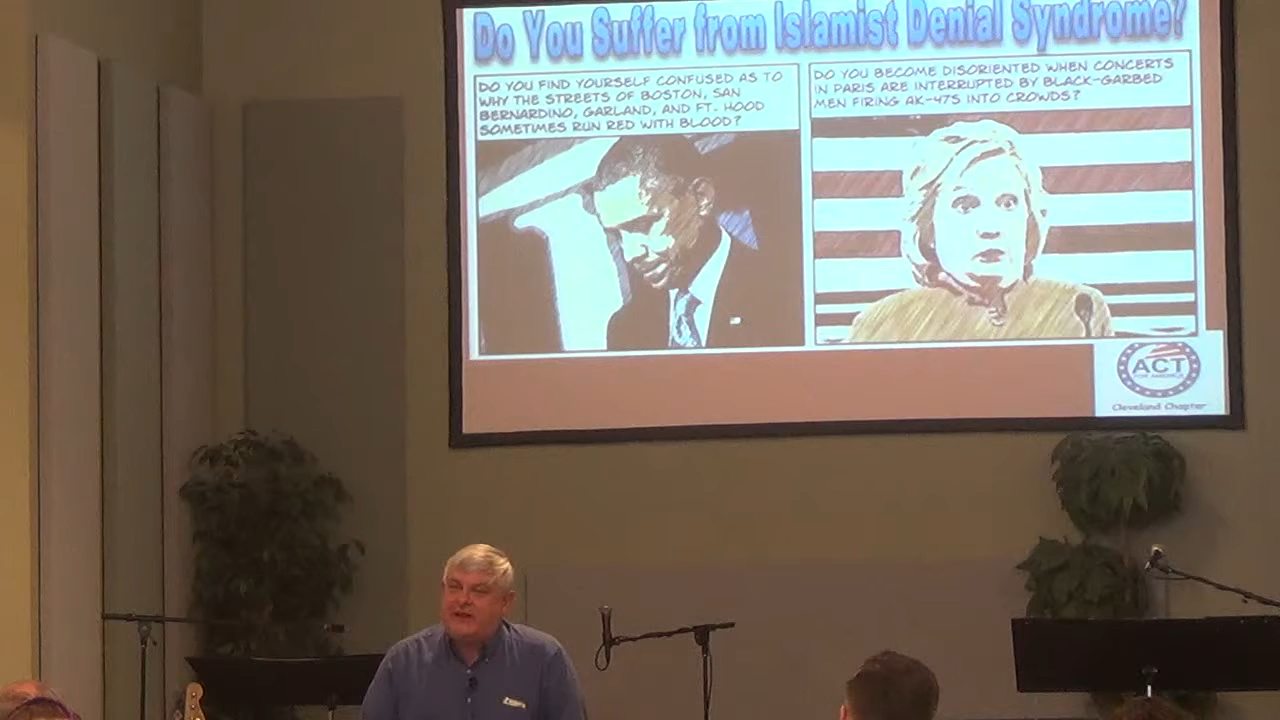 Do You Suffer from Islamist Denial Syndrome?
DO YOU FIND YOURSELF CONFUSED AS TO
WHY THE STREETS OF BOSTON, SAN
BERNARDINO, GARLAND, AND FT. HOOD
SOMETIMES RUN RED WITH BLOOD?
DO YOU BECOME DISORIENTED WHEN CONCERTS
IN PARIS ARE INTERRUPTED BY BLACK-GARBED
MEN FIRING AK-47S INTO CROWDS?
ACT
FOR AMERICA
Cleveland Chapter